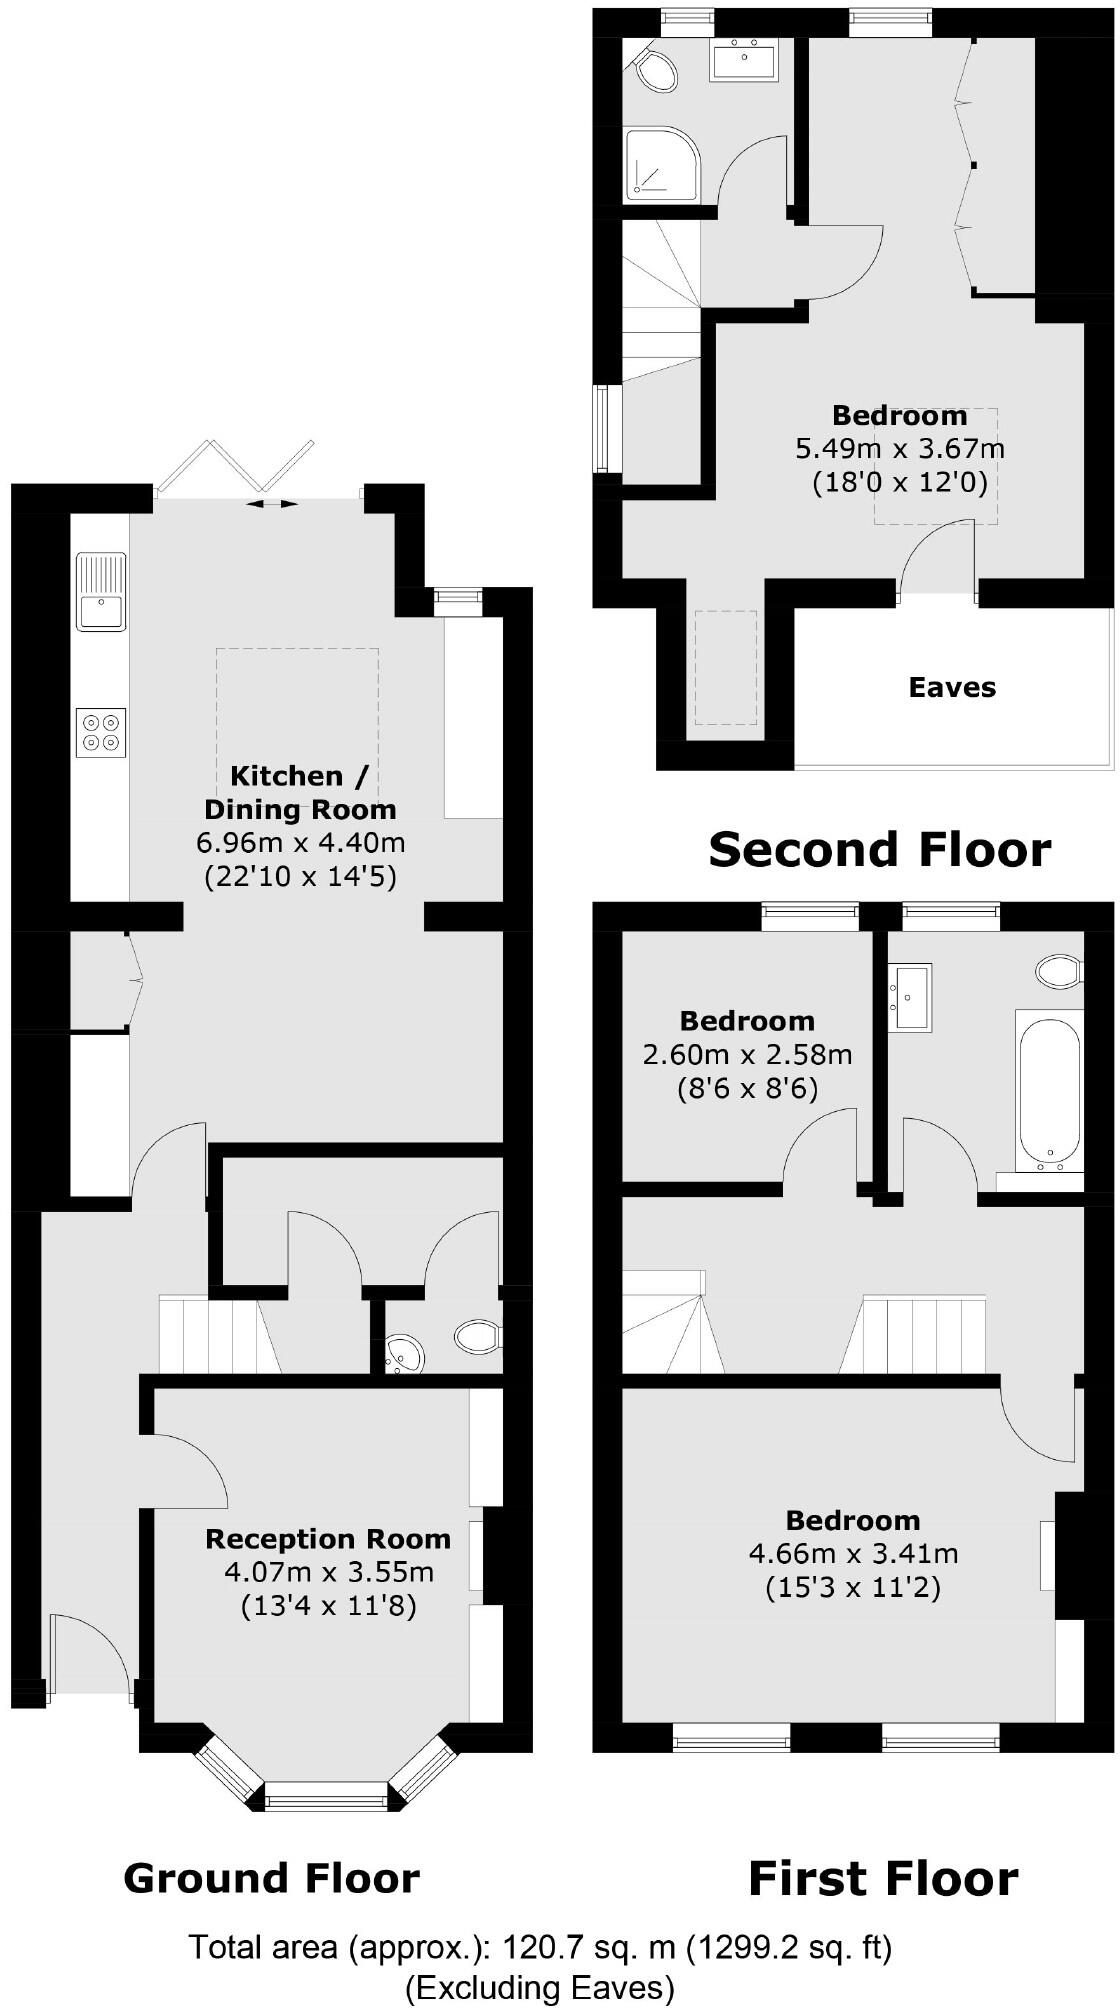 Bedroom
5.49m x 3.67m
(18'0 x 12'0)
Eaves
Second Floor
Kitchen /
Dining Room
6.96m x 4.40m
(22'10 x 14'5)
Bedroom
2.60m x 2.58m
(8'6 x 8'6)
Reception Room
4.07m x 3.55m
(13'4 x 11'8)
Bedroom
4.66m x 3.41m
(15'3 x 11'2)
Ground Floor
First Floor
Total area (approx.): 120.7 sq. m (1299.2 sq. ft)
(Excluding Eaves)